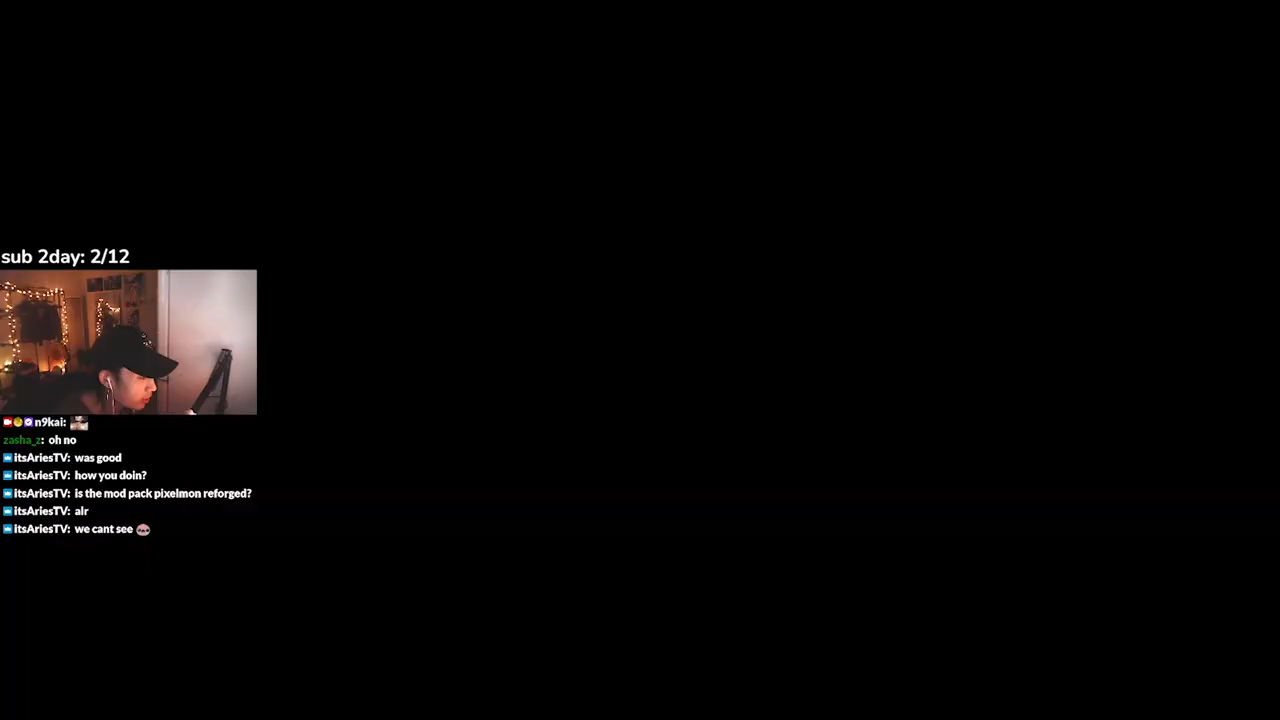 sub 2day: 2/12
n9kai:
zasha_z: oh no
itsAriesTV: was good
itsAriesTV: how you doin?
itsAriesTV: is the mod pack pixelmon reforged?
itsAriesTV: alr
itsAriesTV: we cant see